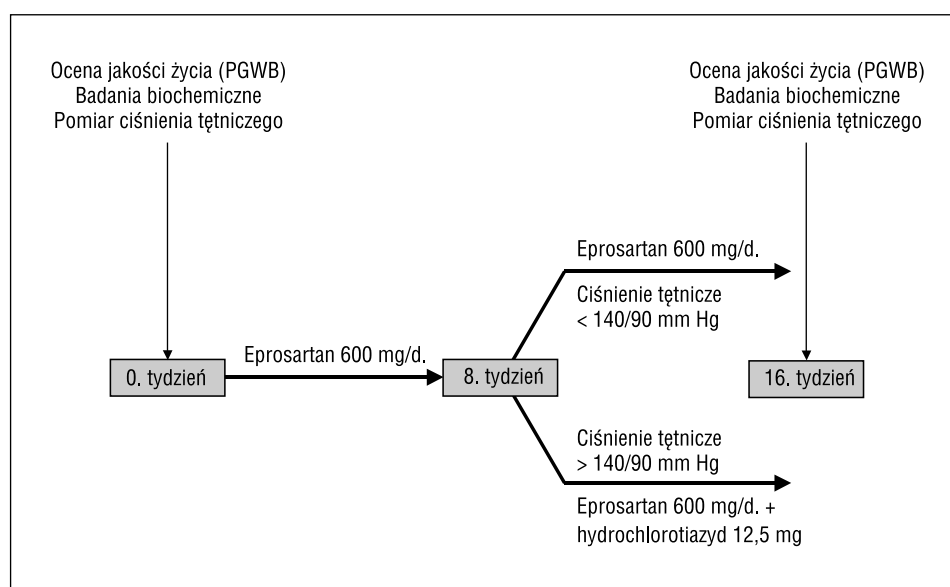 Ocena jakości życia (PGWB)
Badania biochemiczne
Pomiar ciśnienia tętniczego
Ocena jakości życia (PGWB)
Badania biochemiczne
Pomiar ciśnienia tętniczego
Eprosartan 600 mg/d.
Ciśnienie tętnicze
< 140/90 mm Hg
0. tydzień
Eprosartan 600 mg/d.
8. tydzień
16. tydzień
Ciśnienie tętnicze
> 140/90 mm Hg
Eprosartan 600 mg/d. +
hydrochlorotiazyd 12,5 mg